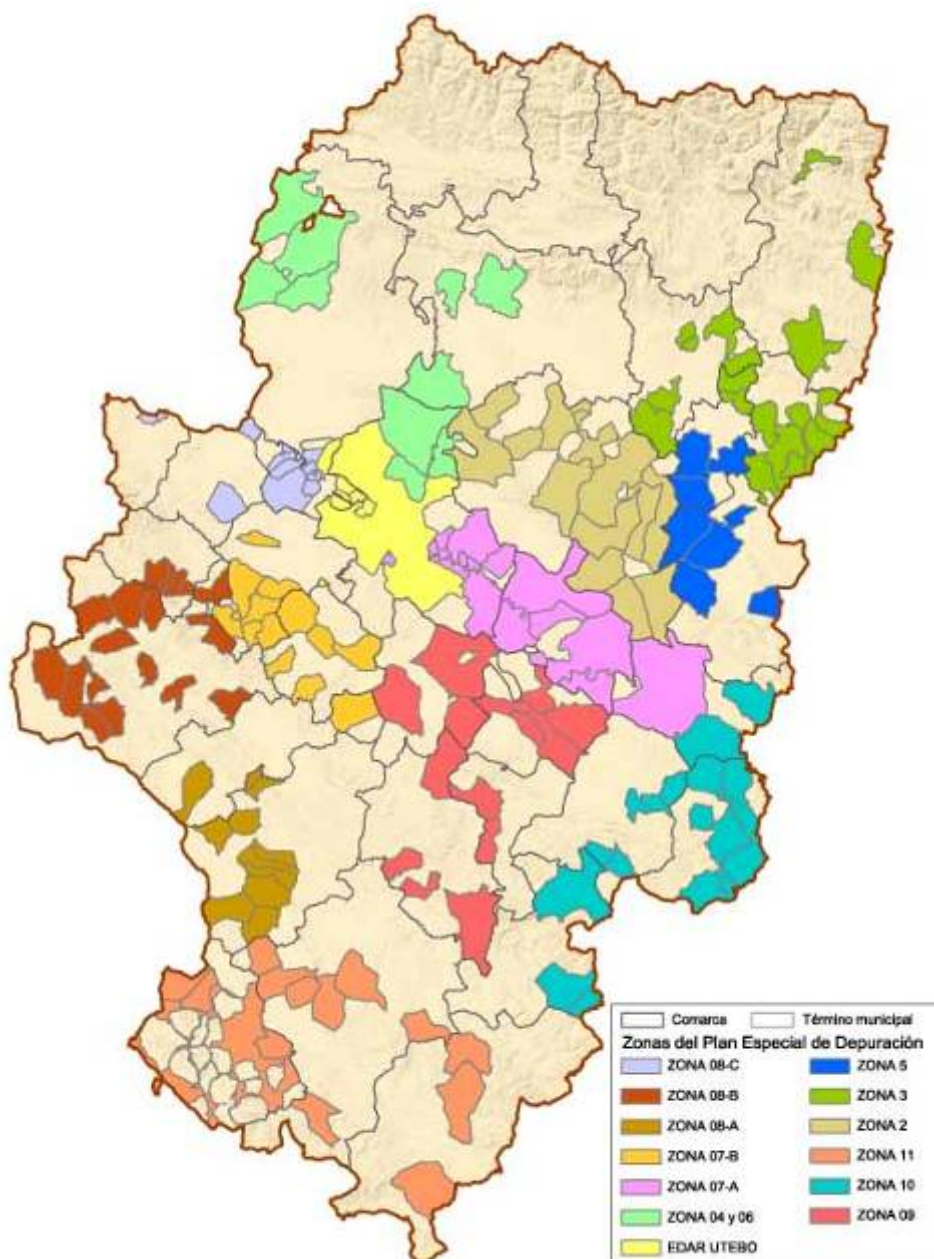 Comarca Término municipal
Zonas del Plan Especial de Depuración
ZONA 08-C ZONA 5
ZONA 08-B ZONA 3
ZONA 08-A ZONA 2
ZONA 07-B ZONA 11
ZONA 07-A ZONA 10
ZONA 04 y 06 ZONA 09
EDAR UTEBO